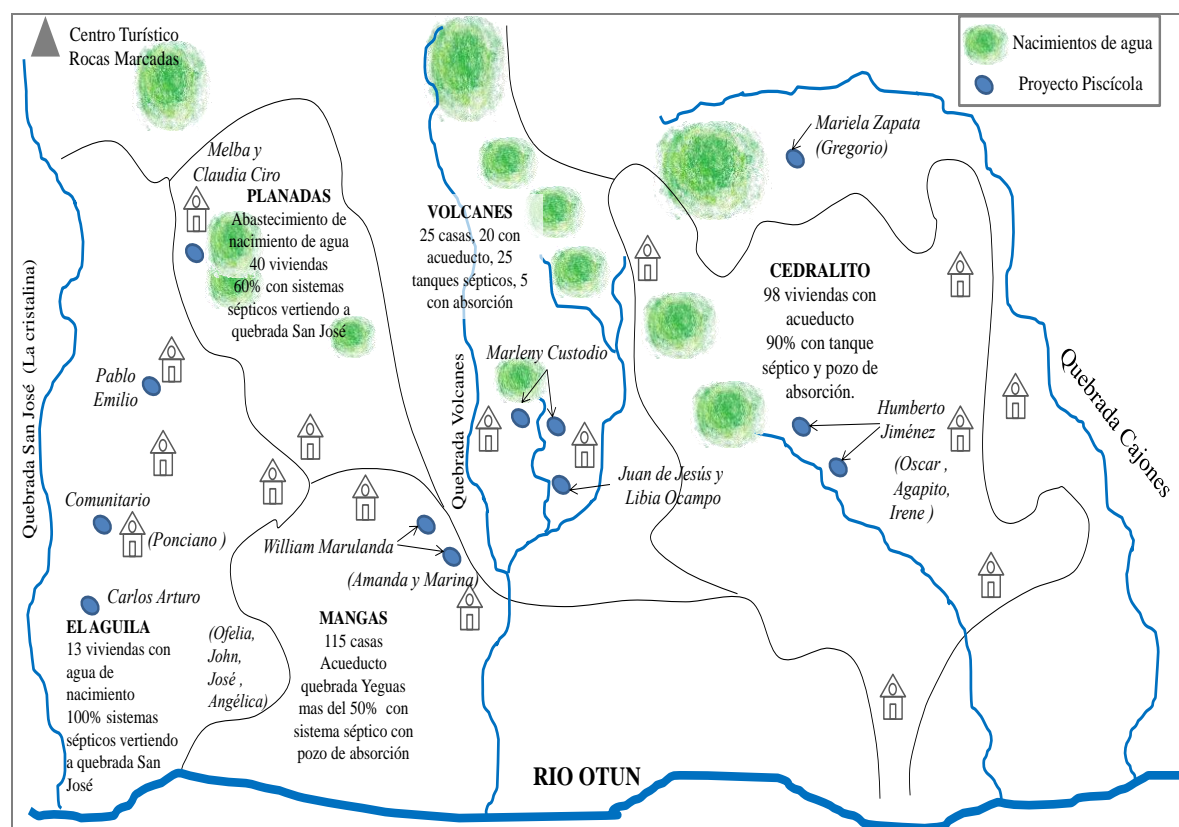 Centro Turístico
Rocas Marcadas
Nacimientos de agua
Proyecto Piscícola
Quebrada San José (La cristalina)
Melba y
Claudia Ciro
PLANADAS
Abastecimiento de
nacimiento de agua
40 viviendas
60% con sistemas
sépticos vertiendo a
quebrada San José
Pablo
Emilio
Comunitario
(Ponciano )
Carlos Arturo
EL AGUILA
13 viviendas con
agua de
nacimiento
100% sistemas
sépticos vertiendo
a quebrada San
José
(Ofelia,
John,
José ,
Angélica)
William Marulanda
(Amanda y Marina)
MANGAS
115 casas
Acueducto
quebrada Yeguas
mas del 50% con
sistema séptico con
pozo de absorción
VOLCANES
25 casas, 20 con
acueducto, 25
tanques sépticos, 5
con absorción
Quebrada Volcanes
Marleny Custodio
Juan de Jesús y
Libia Ocampo
Mariela Zapata
(Gregorio)
CEDRALITO
98 viviendas con
acueducto
90% con tanque
séptico y pozo de
absorción.
Humberto
Jiménez
(Oscar ,
Agapito,
Irene )
Quebrada Cajones
RIO OTUN